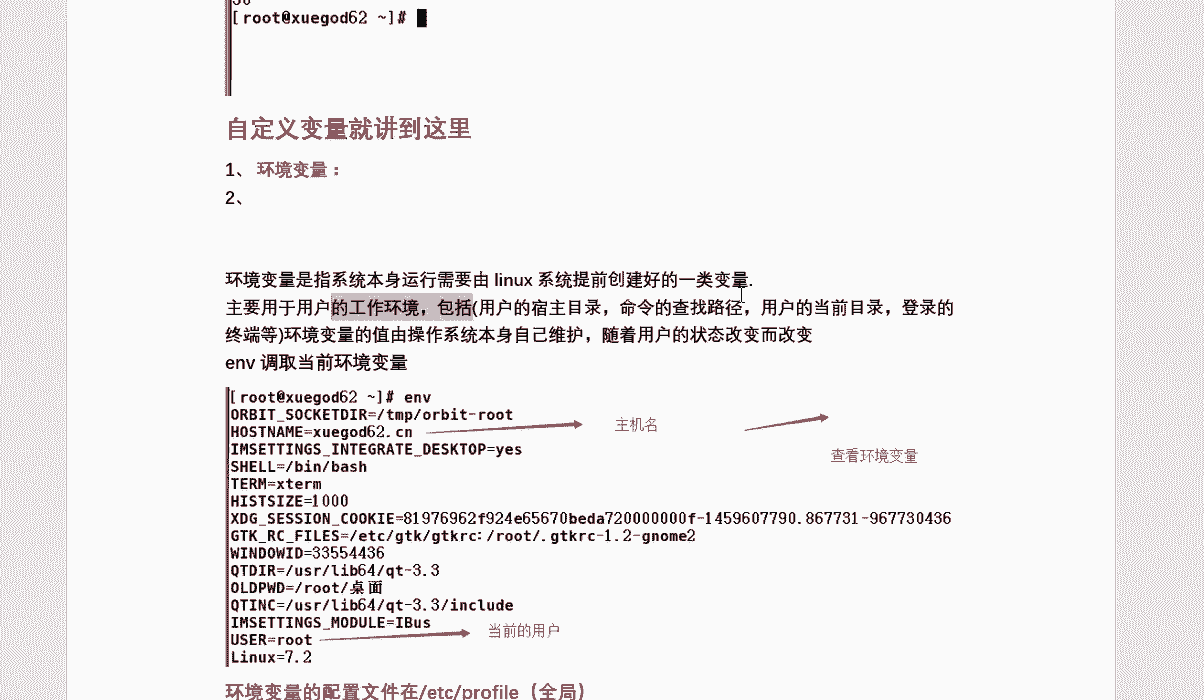 [root@xuegod62 ~]#
自定义变量就讲到这里
1、 环境变量：
2、
环境变量是指系统本身运行需要由 linux 系统提前创建好的一类变量.
主要用于用户的工作环境，包括(用户的宿主目录，命令的查找路径，用户的当前目录，登录的
终端等)环境变量的值由操作系统本身自己维护，随着用户的状态改变而改变
env 调取当前环境变量
[root@xuegod62 ~]# env
ORBIT_SOCKETDIR=/tmp/orbit-root
HOSTNAME=xuegod62.cn
主机名
IMSETTINGS_INTEGRATE_DESKTOP=yes
查看环境变量
SHELL=/bin/bash
TERM=xterm
HISTSIZE=1000
XDG_SESSION_COOKIE=81976962f924e65670beda720000000f-1459607790.867731-967730436
GTK_RC_FILES=/etc/gtk/gtkrc:/root/.gtkrc-1.2-gnome2
WINDOWID=33554436
QTDIR=/usr/lib64/qt-3.3
OLDPWD=/root/桌面
QTINC=/usr/lib64/qt-3.3/include
IMSETTINGS_MODULE=IBus
USER=root
当前的用户
Linux=7.2
环境变量的配置文件在/etc/profile（全局）